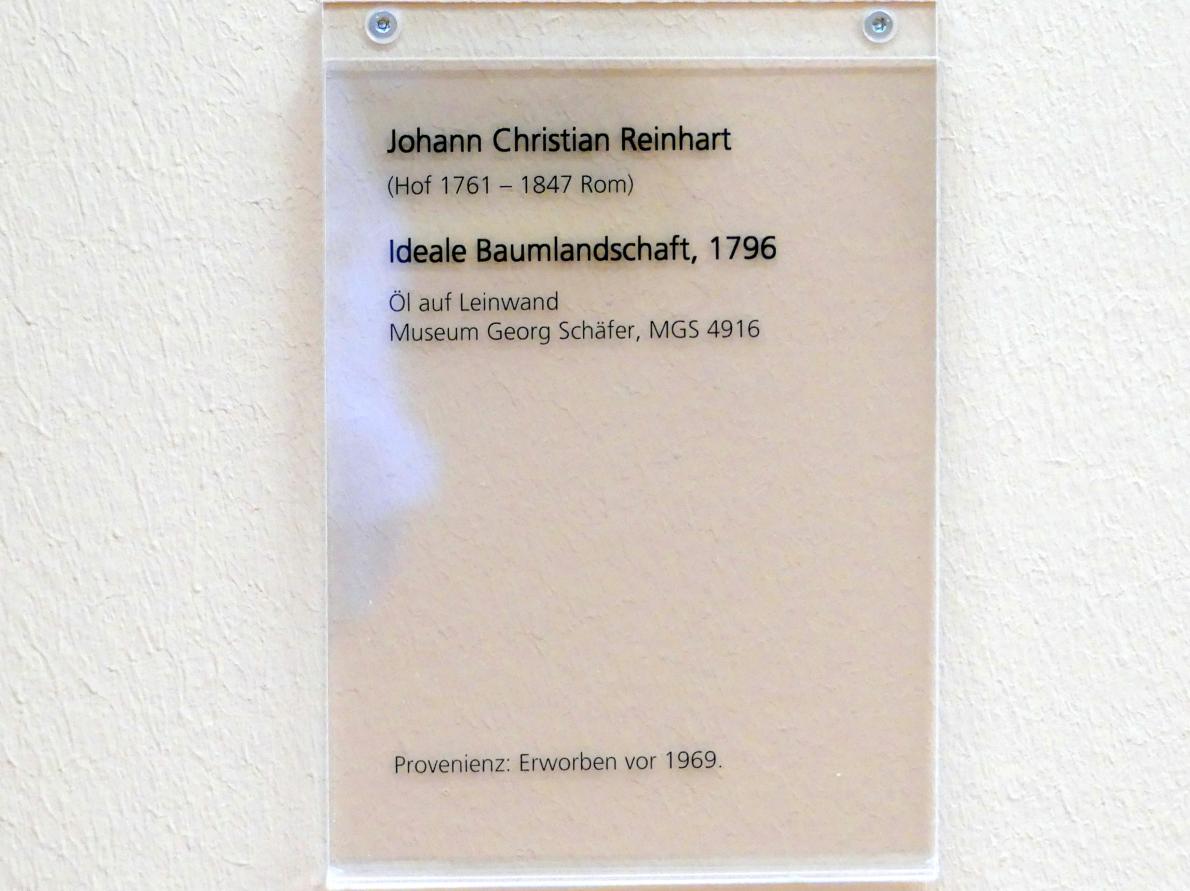 Johann Christian Reinhart
(Hof 1761 – 1847 Rom)
Ideale Baumlandschaft, 1796
Öl auf Leinwand
Museum Georg Schäfer, MGS 4916
Provenienz: Erworben vor 1969.